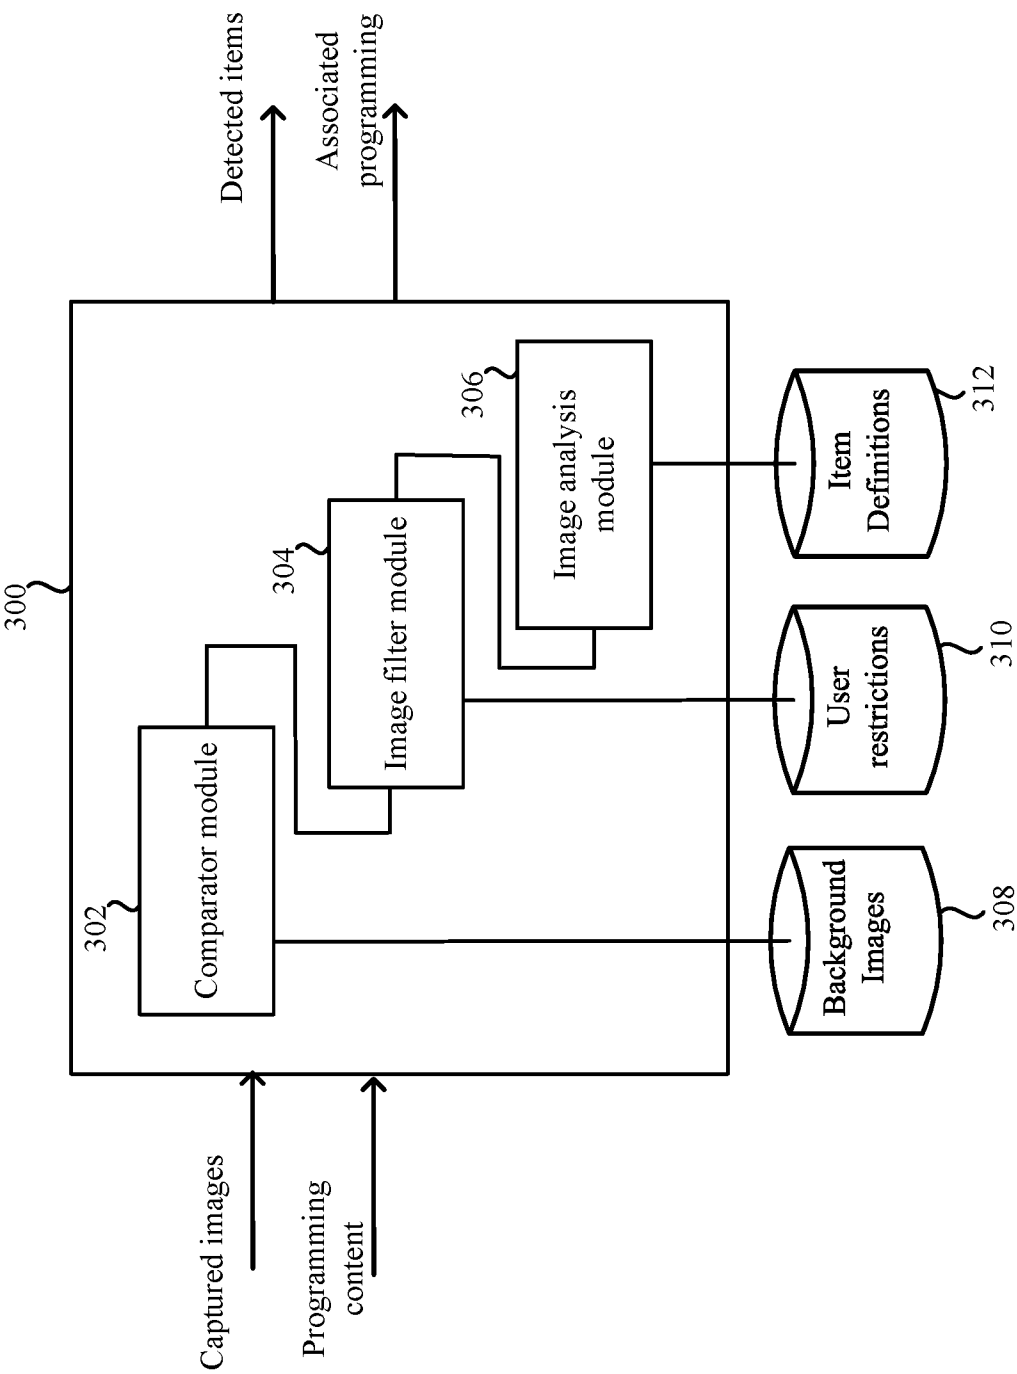 300
Captured images
Programming
content
302
Comparator module
304
Image filter module
306
Image analysis
module
Detected items
Associated
programming
Background
Images
308
User
restrictions
310
Item
Definitions
312